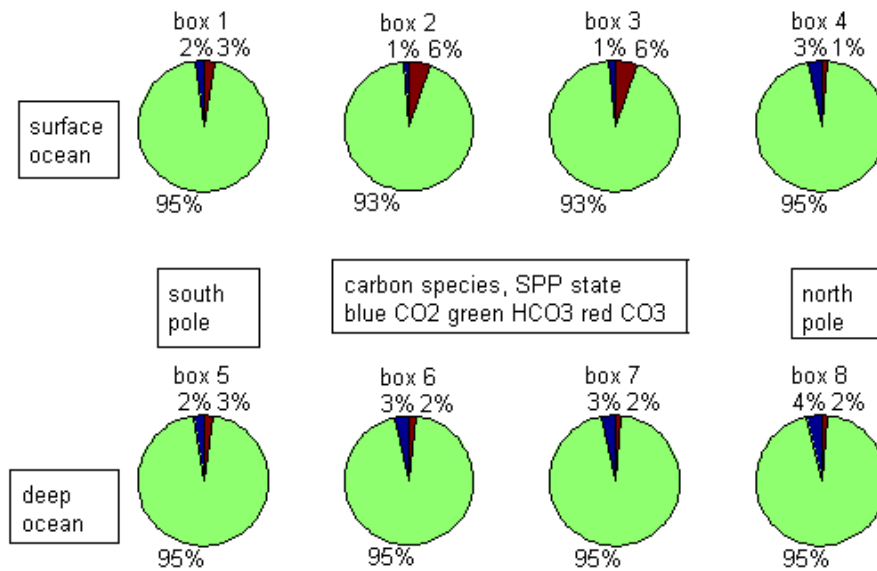 box 1
2% 3%
95%
box 2
1% 6%
93%
box 3
1% 6%
93%
box 4
3% 1%
95%
surface
ocean
south
pole
carbon species, SPP state
blue CO2 green HCO3 red CO3
north
pole
box 5
2% 3%
95%
box 6
3% 2%
95%
box 7
3% 2%
95%
box 8
4% 2%
95%
deep
ocean